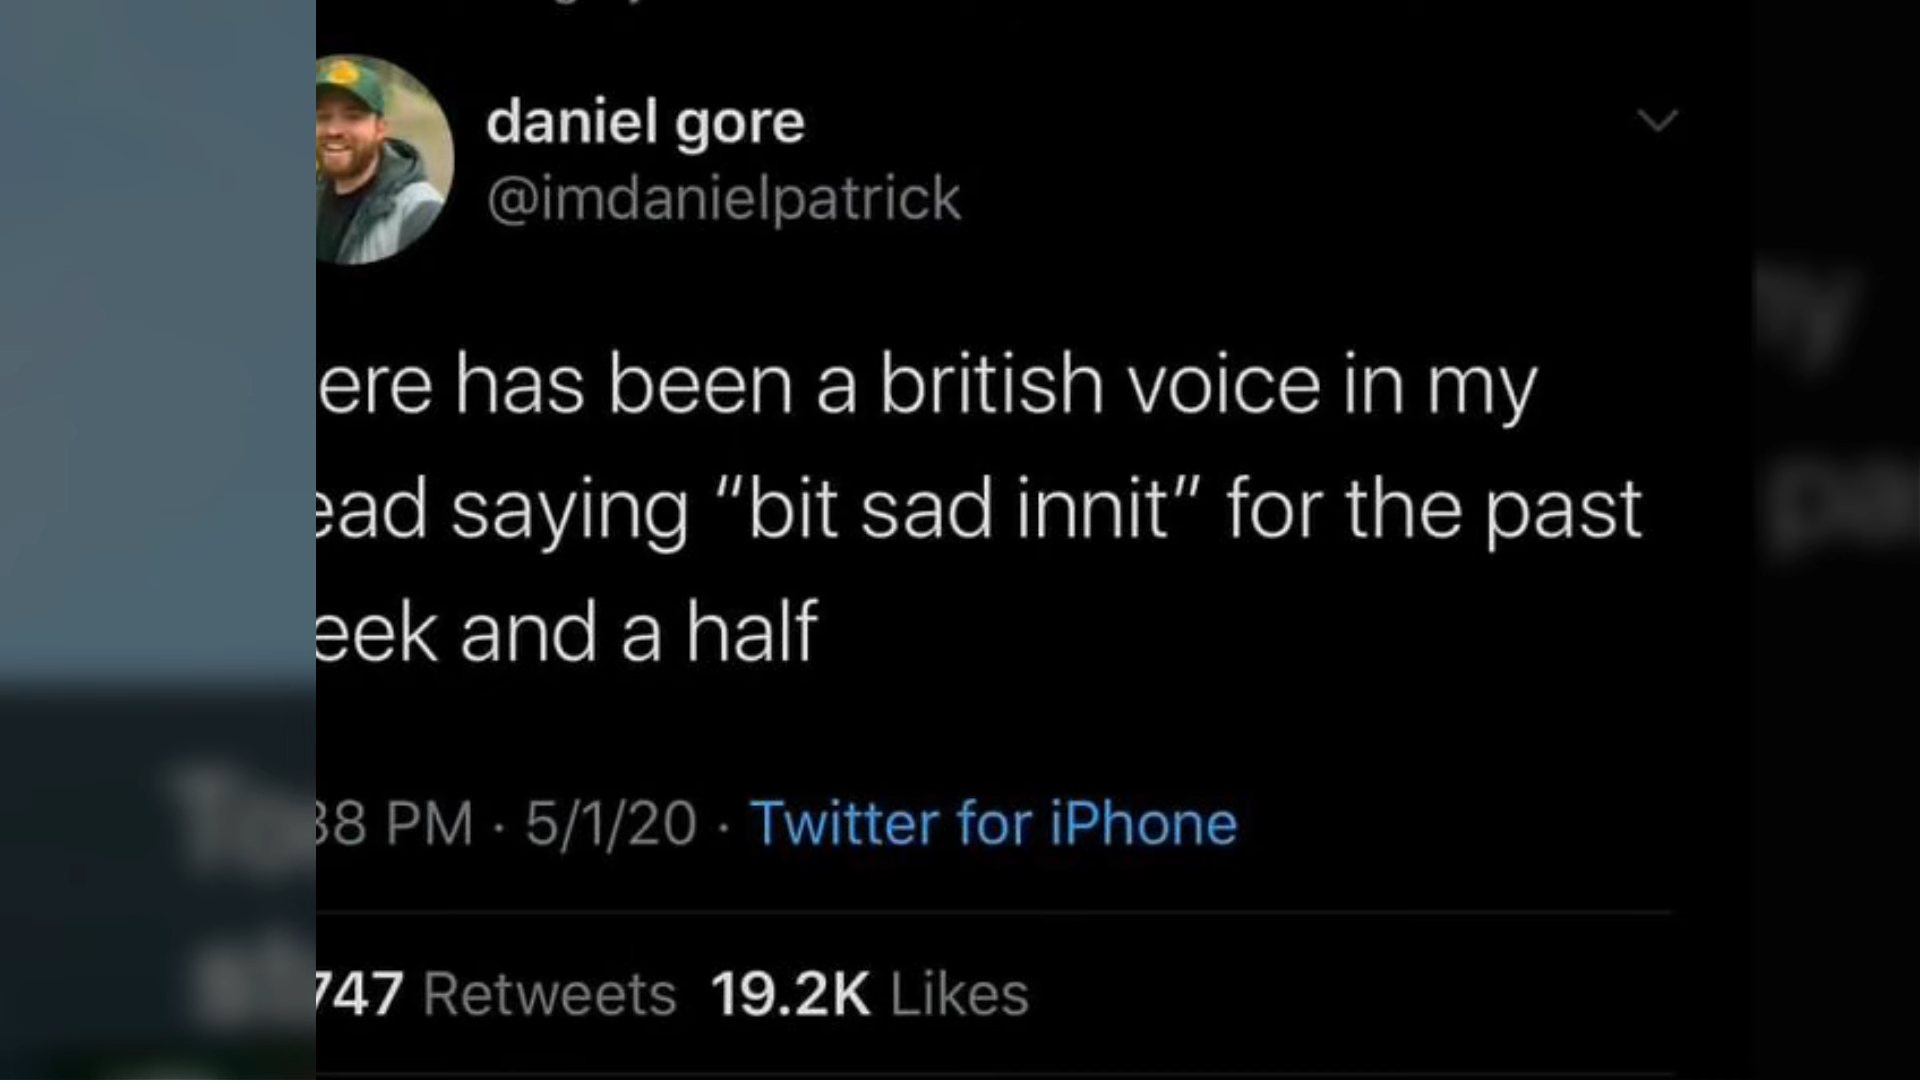 daniel gore
@imdanielpatrick
ere has been a british voice in my
ead saying “bit sad innit” for the past
eek and a half
38 PM · 5/1/20 · Twitter for iPhone
747 Retweets 19.2K Likes